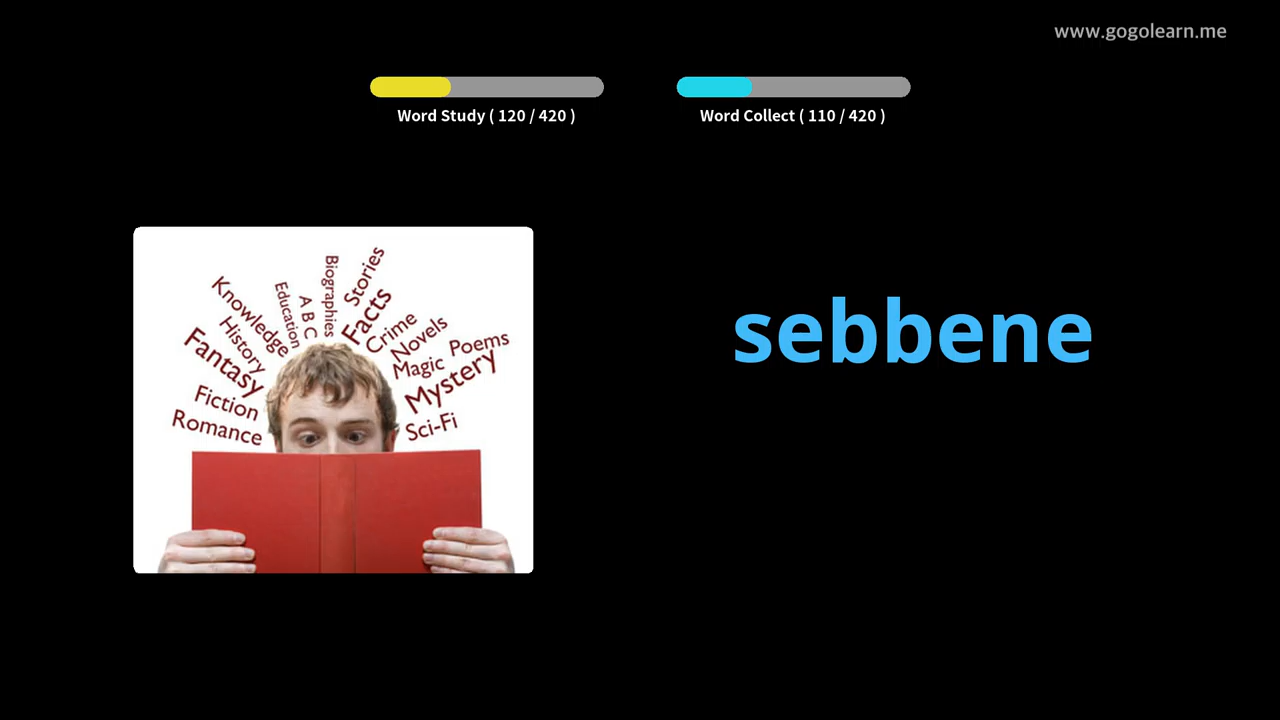 www.gogolearn.me
Word Study ( 120 / 420 )
Word Collect ( 110 / 420 )
Biographies
Stories
Education
A B C
Facts
Knowledge
Crime
History
Novels
Poems
Fantasy
Magic
Mystery
Fiction
Romance
Sci-Fi
sebbene